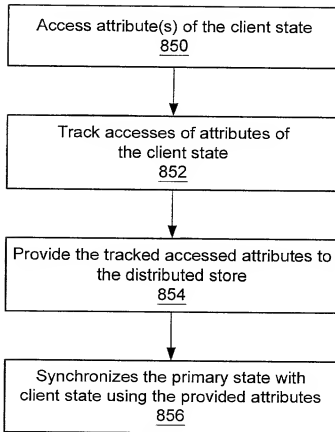 Access attribute(s) of the client state
850
Track accesses of attributes of
the client state
852
Provide the tracked accessed attributes to
the distributed store
854
Synchronizes the primary state with
client state using the provided attributes
856